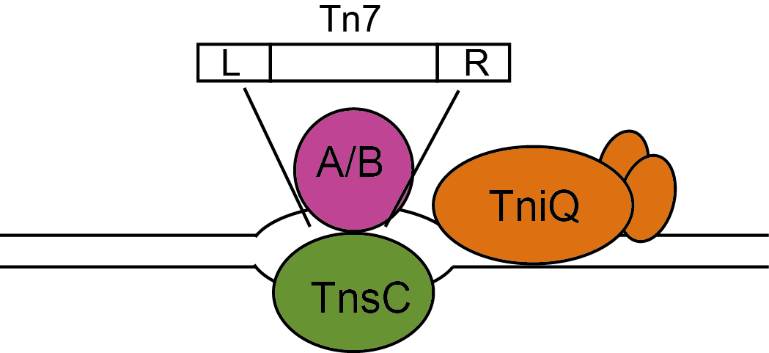 Tn7
L R
A/B
TniQ
TnsC